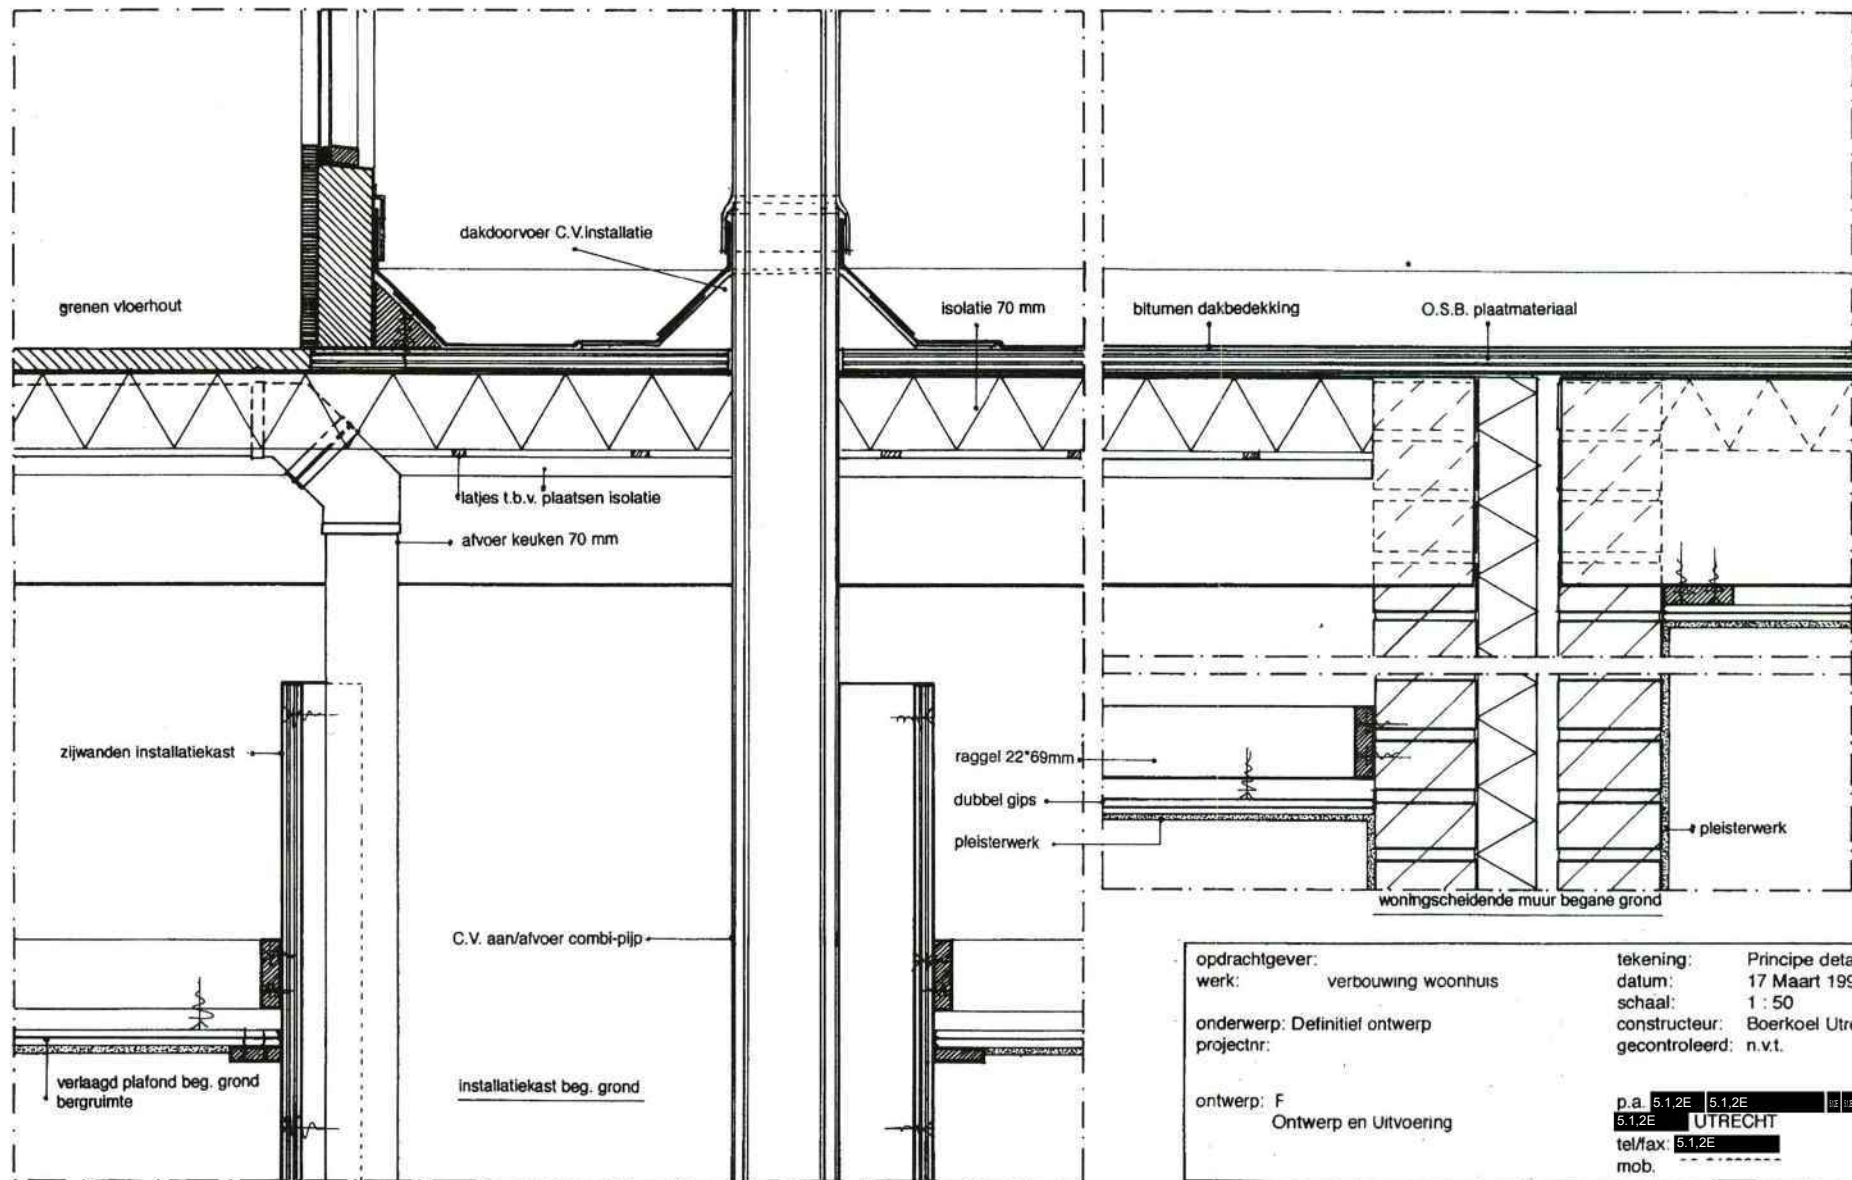 dakdoorvoer C.V.installatie
grenen vloerhout
isolatie 70 mm
bitumen dakbedekking
O.S.B. plaatmateriaal
latjes t.b.v. plaatsen isolatie
afvoer keuken 70 mm
zijwanden installatiekast
raggel 22*69mm
dubbel gips
pleisterwerk
pleisterwerk
woningscheidende muur begane grond
C.V. aan/afvoer combi-pijp
verlaagd plafond beg. grond
bergruimte
installatiekast beg. grond
opdrachtgever:
werk: verbouwing woonhuis
onderwerp: Definitief ontwerp
projectnr:
ontwerp: F
Ontwerp en Uitvoering
tekening: Principe deta
datum: 17 Maart 199
schaal: 1 : 50
constructeur: Boerkoel Utre
gecontroleerd: n.v.t.
p.a. 5.1,2E 5.1,2E
5.1,2E UTRECHT
tel/fax: 5.1,2E
mob.